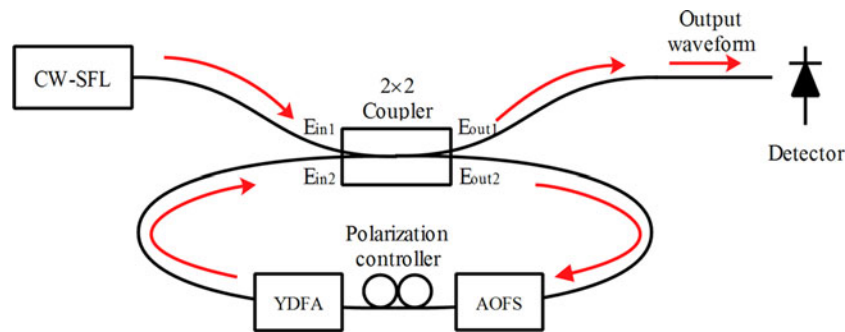 Output
waveform
CW-SFL
2×2
Coupler
Ein1
Eout1
Ein2
Eout2
Detector
Polarization
controller
YDFA
AOFS